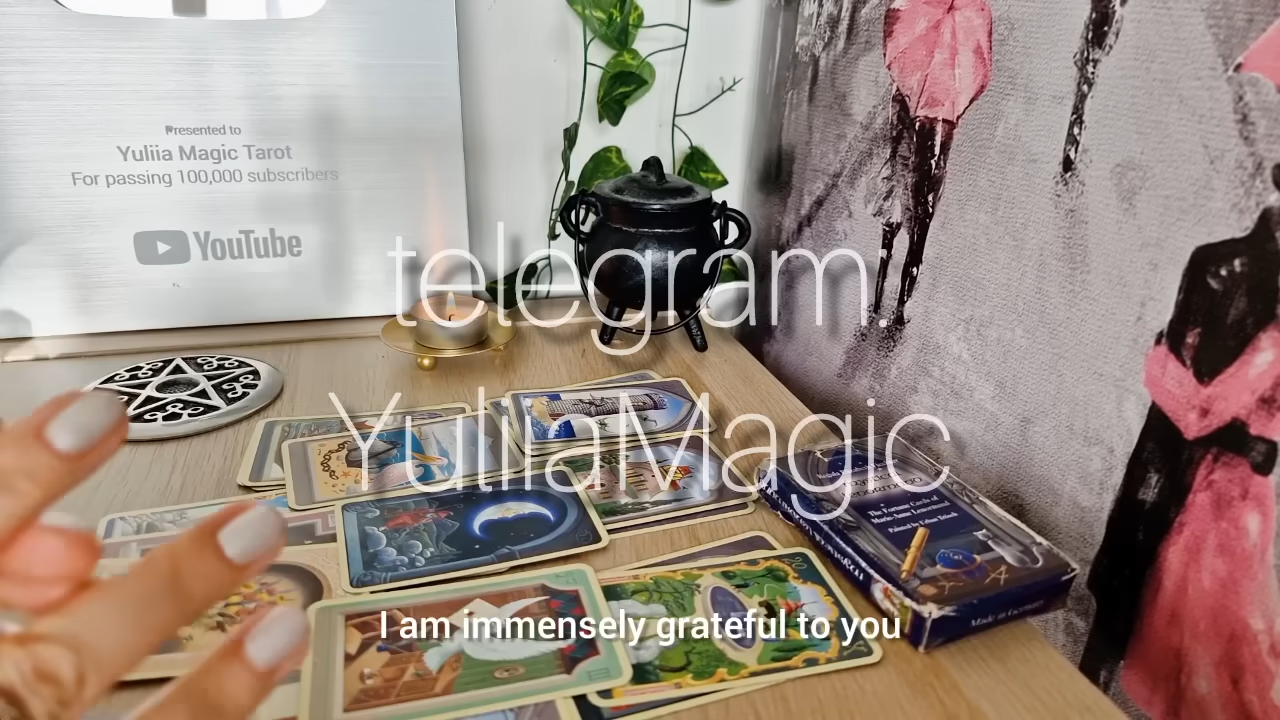 Presented to
Yuliia Magic Tarot
For passing 100,000 subscribers
YouTube
telegram:
YuliiaMagic
The Fortune Cards of
Marie-Anne Lenormand
Made in Germany
I am immensely grateful to you